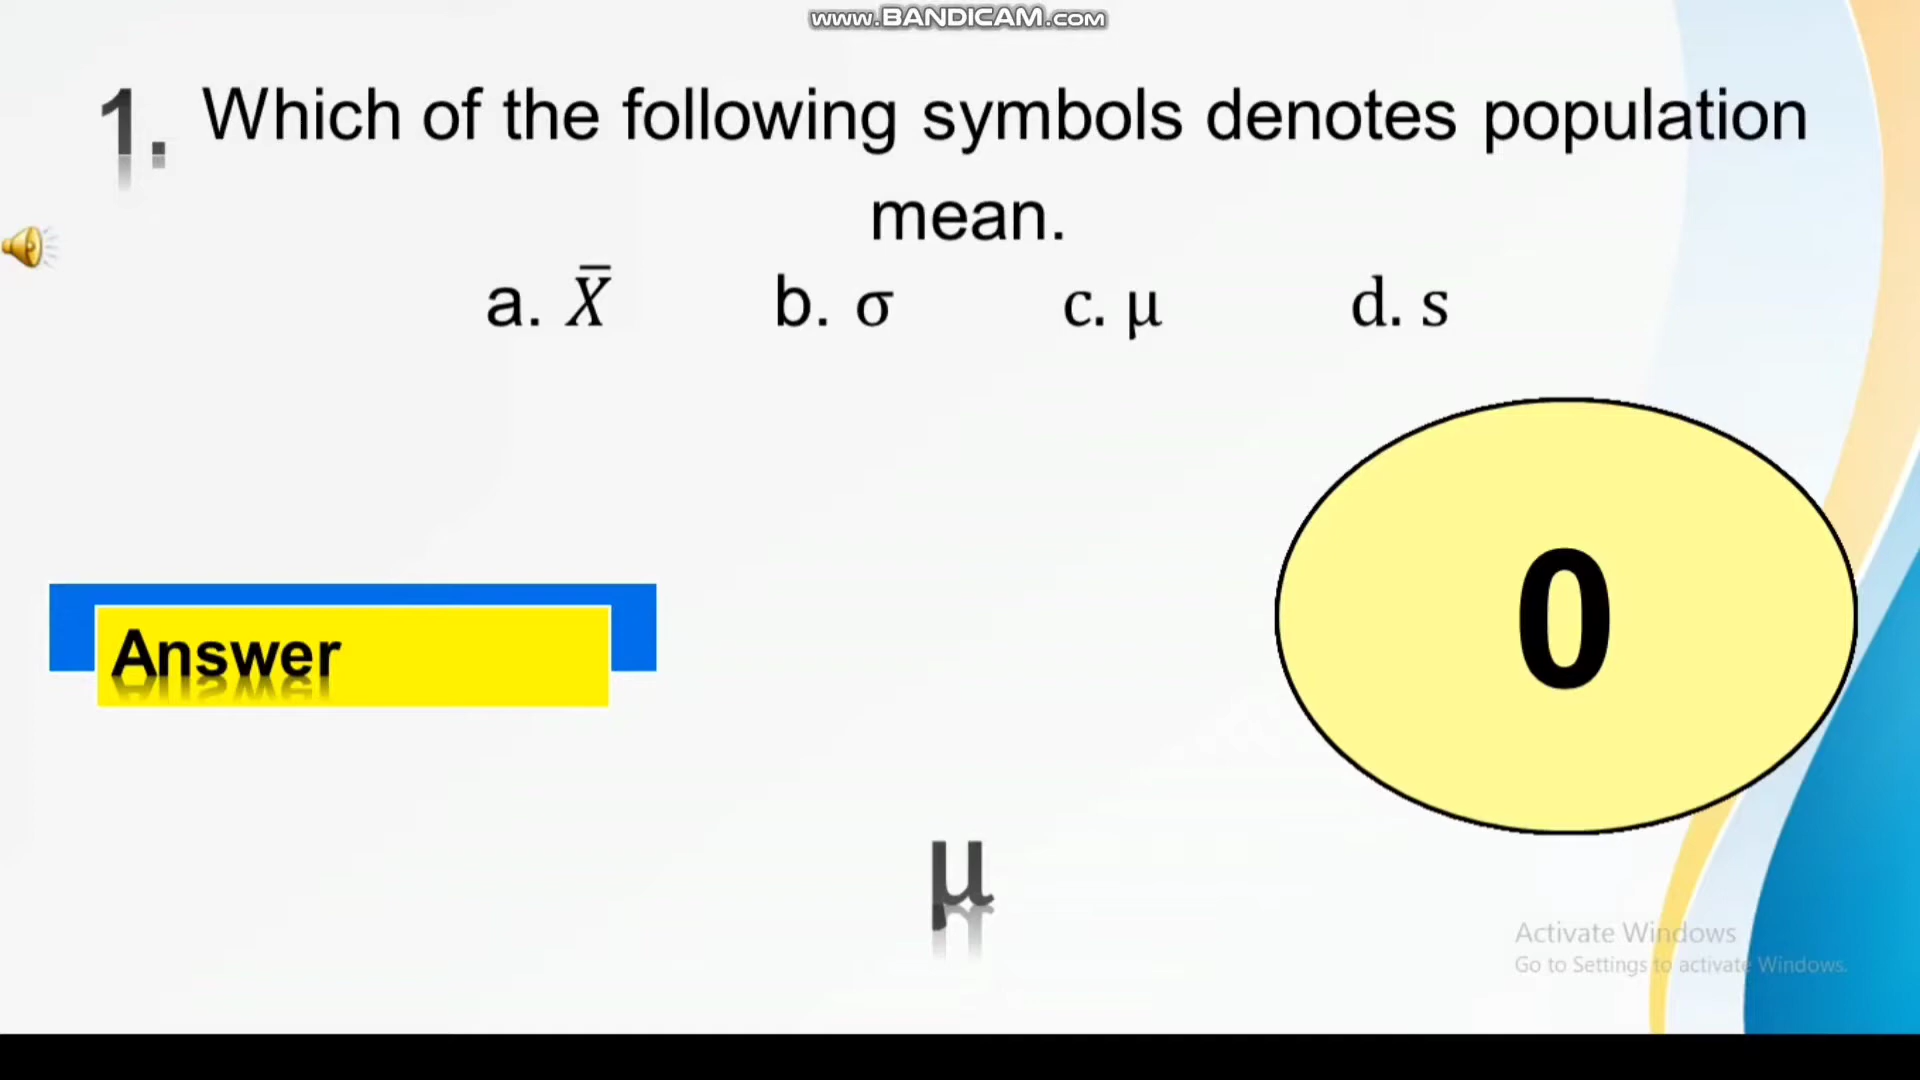 www.BANDICAM.com
1. Which of the following symbols denotes population
mean.
a. X̅ b. σ c. μ d. s
0
Answer
μ
Activate Windows
Go to Settings to activate Windows.